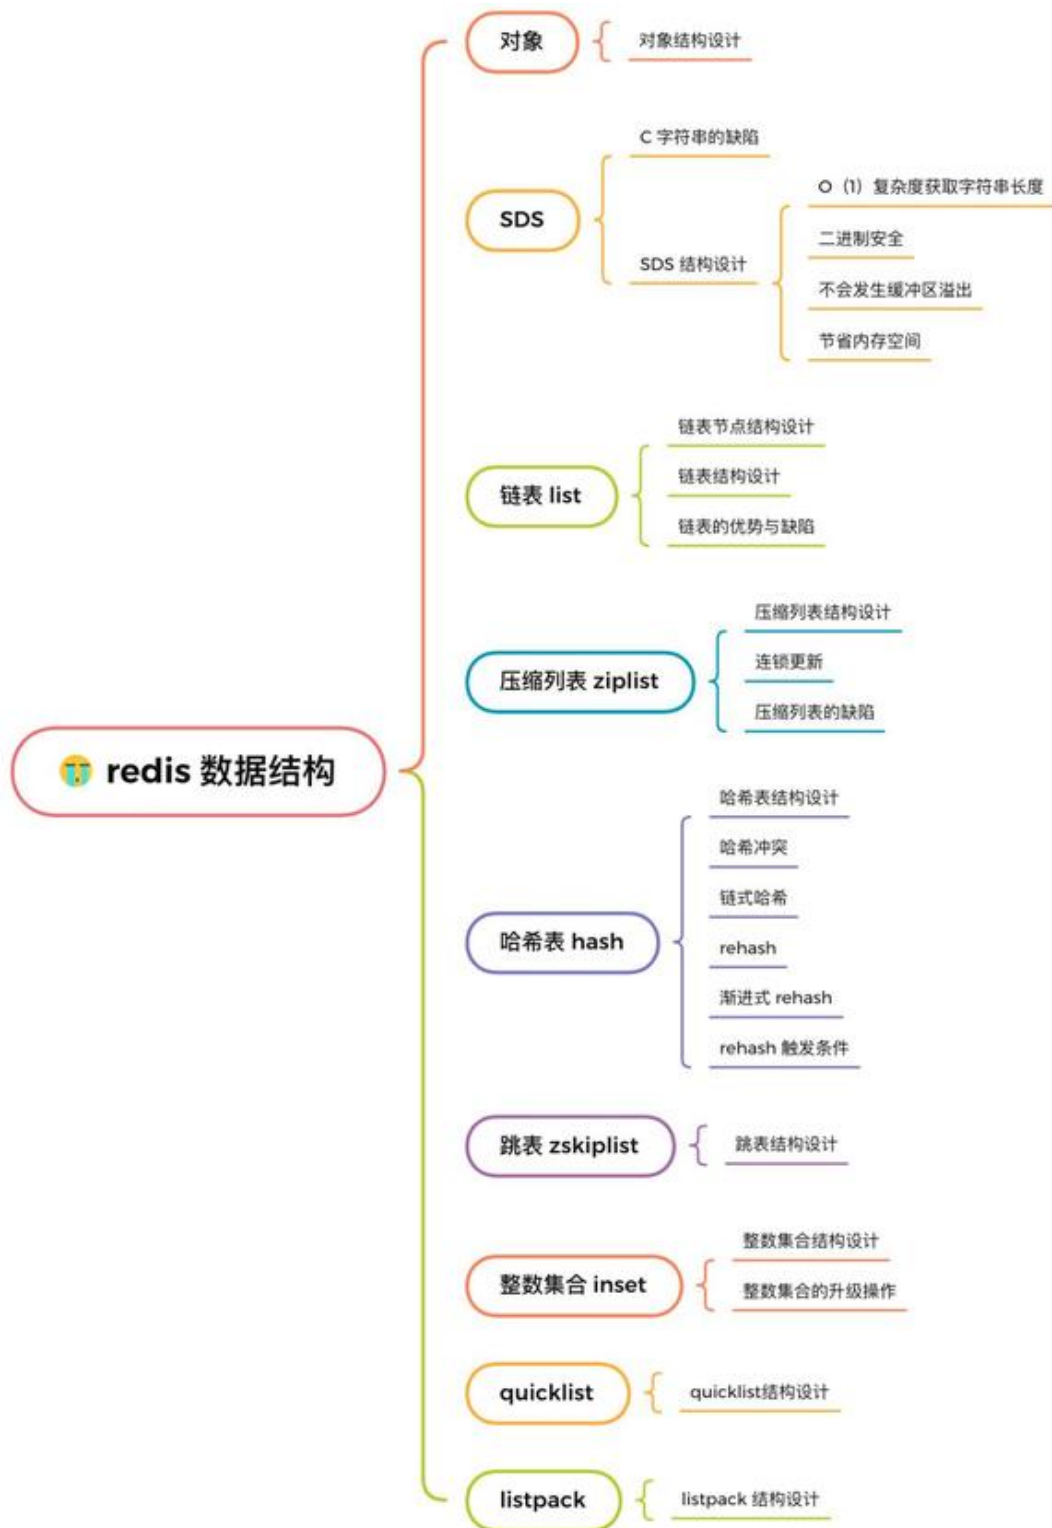 redis 数据结构
对象
对象结构设计
SDS
C 字符串的缺陷
SDS 结构设计
O（1）复杂度获取字符串长度
二进制安全
不会发生缓冲区溢出
节省内存空间
链表 list
链表节点结构设计
链表结构设计
链表的优势与缺陷
压缩列表 ziplist
压缩列表结构设计
连锁更新
压缩列表的缺陷
哈希表 hash
哈希表结构设计
哈希冲突
链式哈希
rehash
渐进式 rehash
rehash 触发条件
跳表 zskiplist
跳表结构设计
整数集合 inset
整数集合结构设计
整数集合的升级操作
quicklist
quicklist结构设计
listpack
listpack 结构设计